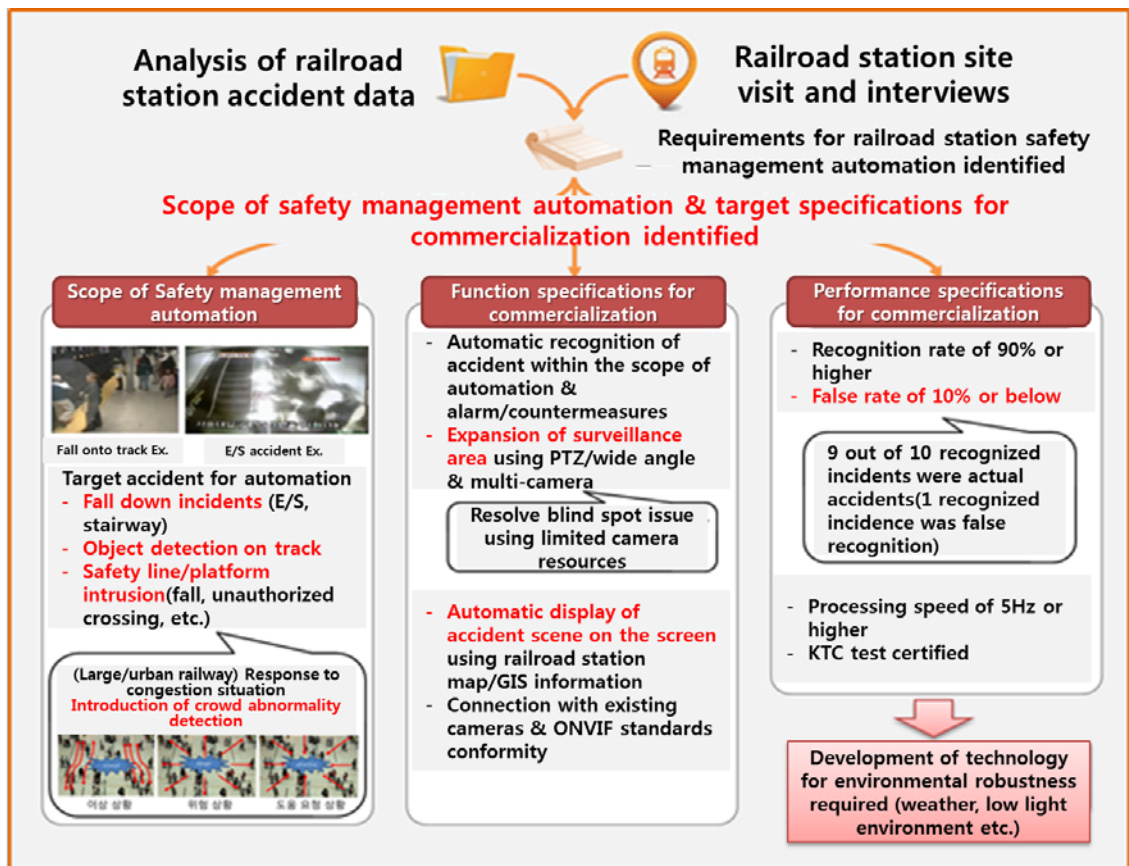 Analysis of railroad
station accident data
Railroad station site
visit and interviews
Requirements for railroad station safety
management automation identified
Scope of safety management automation & target specifications for
commercialization identified
Scope of Safety management
automation
Fall onto track Ex.
E/S accident Ex.
Target accident for automation
- Fall down incidents (E/S,
stairway)
- Object detection on track
- Safety line/platform
intrusion(fall, unauthorized
crossing, etc.)
(Large/urban railway) Response to
congestion situation
Introduction of crowd abnormality
detection
이상 상황
위험 상황
도움 요청 상황
Function specifications for
commercialization
- Automatic recognition of
accident within the scope of
automation &
alarm/countermeasures
- Expansion of surveillance
area using PTZ/wide angle
& multi-camera
Resolve blind spot issue
using limited camera
resources
- Automatic display of
accident scene on the screen
using railroad station
map/GIS information
- Connection with existing
cameras & ONVIF standards
conformity
Performance specifications
for commercialization
- Recognition rate of 90% or
higher
- False rate of 10% or below
9 out of 10 recognized
incidents were actual
accidents(1 recognized
incidence was false
recognition)
- Processing speed of 5Hz or
higher
- KTC test certified
Development of technology
for environmental robustness
required (weather, low light
environment etc.)